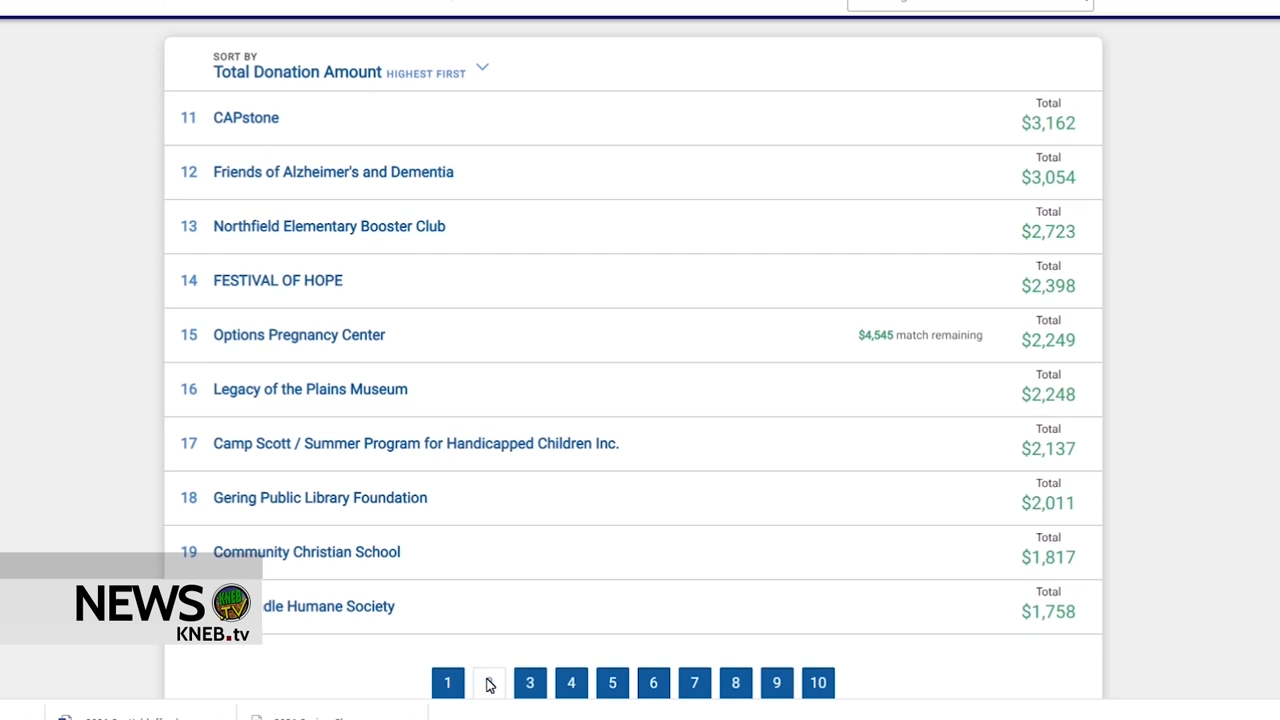 SORT BY
Total Donation Amount HIGHEST FIRST
11 CAPstone Total $3,162
12 Friends of Alzheimer's and Dementia Total $3,054
13 Northfield Elementary Booster Club Total $2,723
14 FESTIVAL OF HOPE Total $2,398
15 Options Pregnancy Center $4,545 match remaining Total $2,249
16 Legacy of the Plains Museum Total $2,248
17 Camp Scott / Summer Program for Handicapped Children Inc. Total $2,137
18 Gering Public Library Foundation Total $2,011
19 Community Christian School Total $1,817
dle Humane Society Total $1,758
NEWS KNEB TV
KNEB.tv
1 3 4 5 6 7 8 9 10